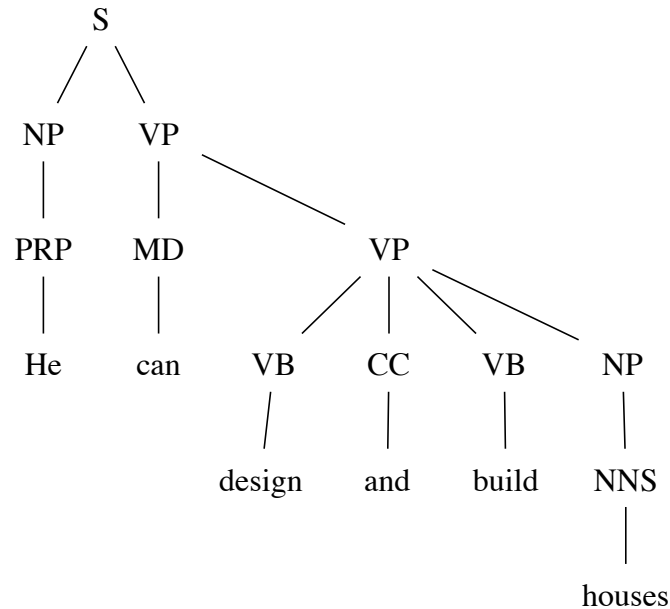 S
NP VP
PRP MD VP
He can VB CC VB NP
design and build NNS
houses